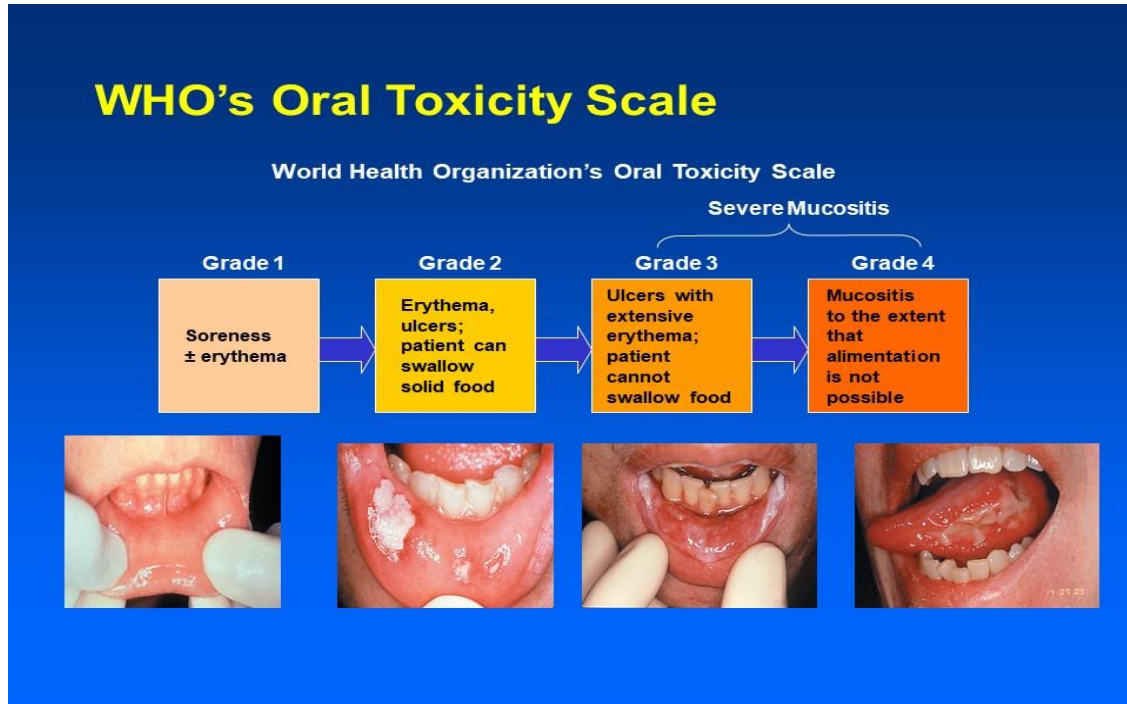 WHO's Oral Toxicity Scale
World Health Organization's Oral Toxicity Scale
Severe Mucositis
Grade 1
Soreness
± erythema
Grade 2
Erythema,
ulcers;
patient can
swallow
solid food
Grade 3
Ulcers with
extensive
erythema;
patient
cannot
swallow food
Grade 4
Mucositis
to the extent
that
alimentation
is not
possible